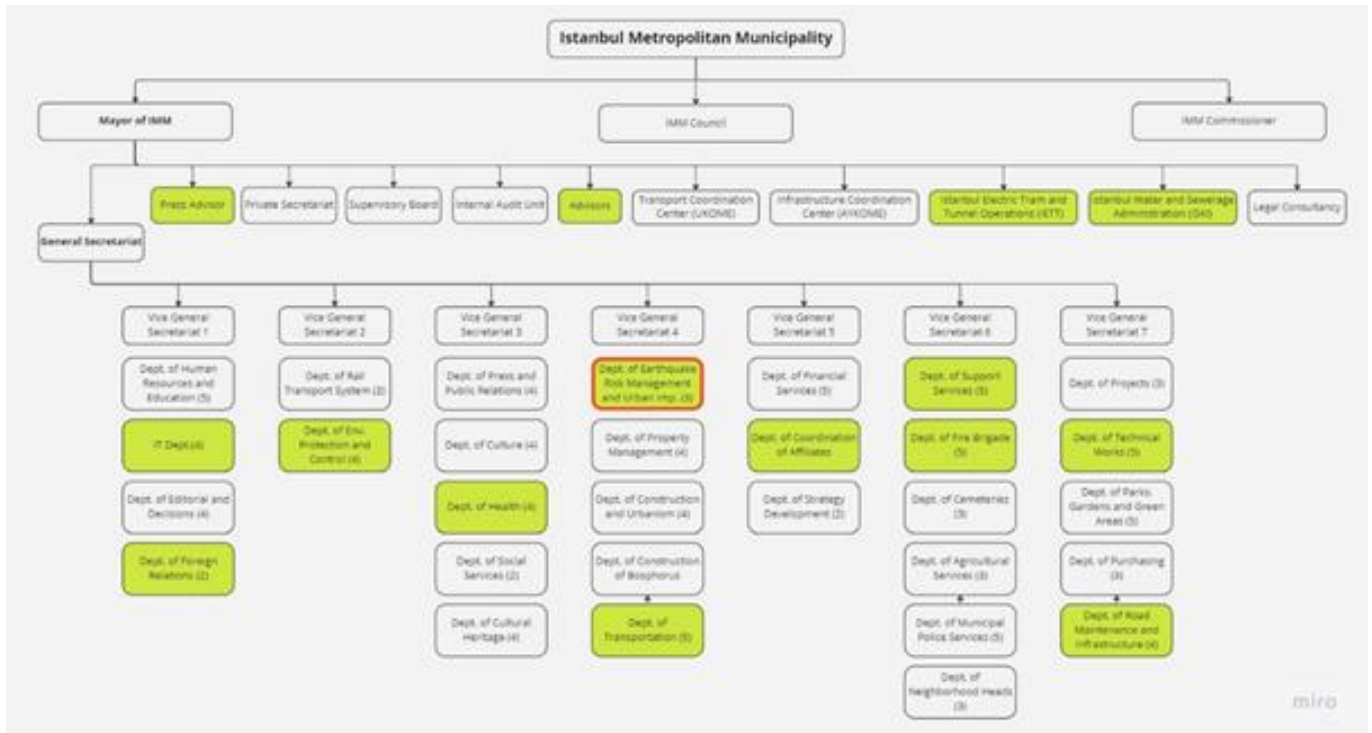 Istanbul Metropolitan Municipality
Mayor of IMM
IMM Council
IMM Commissioner
Press Advisor
Private Secretariat
Supervisory Board
Internal Audit Unit
Advisors
Transport Coordination
Center (UKOME)
Infrastructure Coordination
Center (AYKOME)
Istanbul Electric Tram and
Tunnel Operations (IETT)
Istanbul Water and Sewerage
Administration (ISKI)
Legal Consultancy
General Secretariat
Vice General
Secretariat 1
Vice General
Secretariat 2
Vice General
Secretariat 3
Vice General
Secretariat 4
Vice General
Secretariat 5
Vice General
Secretariat 6
Vice General
Secretariat 7
Dept. of Human
Resources and
Education (5)
Dept. of Rail
Transport System (2)
Dept. of Press and
Public Relations (4)
Dept. of Earthquake
Risk Management
and Urban Imp. (3)
Dept. of Financial
Services (5)
Dept. of Support
Services (5)
Dept. of Projects (3)
IT Dept.(4)
Dept. of Env.
Protection and
Control (4)
Dept. of Culture (4)
Dept. of Property
Management (4)
Dept. of Coordination
of Affiliates
Dept. of Fire Brigade
(5)
Dept. of Technical
Works (5)
Dept. of Editorial and
Decisions (4)
Dept. of Health (4)
Dept. of Construction
and Urbanism (4)
Dept. of Strategy
Development (2)
Dept. of Cemeteries
(3)
Dept. of Parks,
Gardens and Green
Areas (5)
Dept. of Foreign
Relations (2)
Dept. of Social
Services (2)
Dept. of Construction
of Bosphorus
Dept. of Agricultural
Services (3)
Dept. of Purchasing
(3)
Dept. of Cultural
Heritage (4)
Dept. of
Transportation (5)
Dept. of Municipal
Police Services (5)
Dept. of Road
Maintenance and
Infrastructure (4)
Dept. of
Neighborhood Heads
(3)
miro